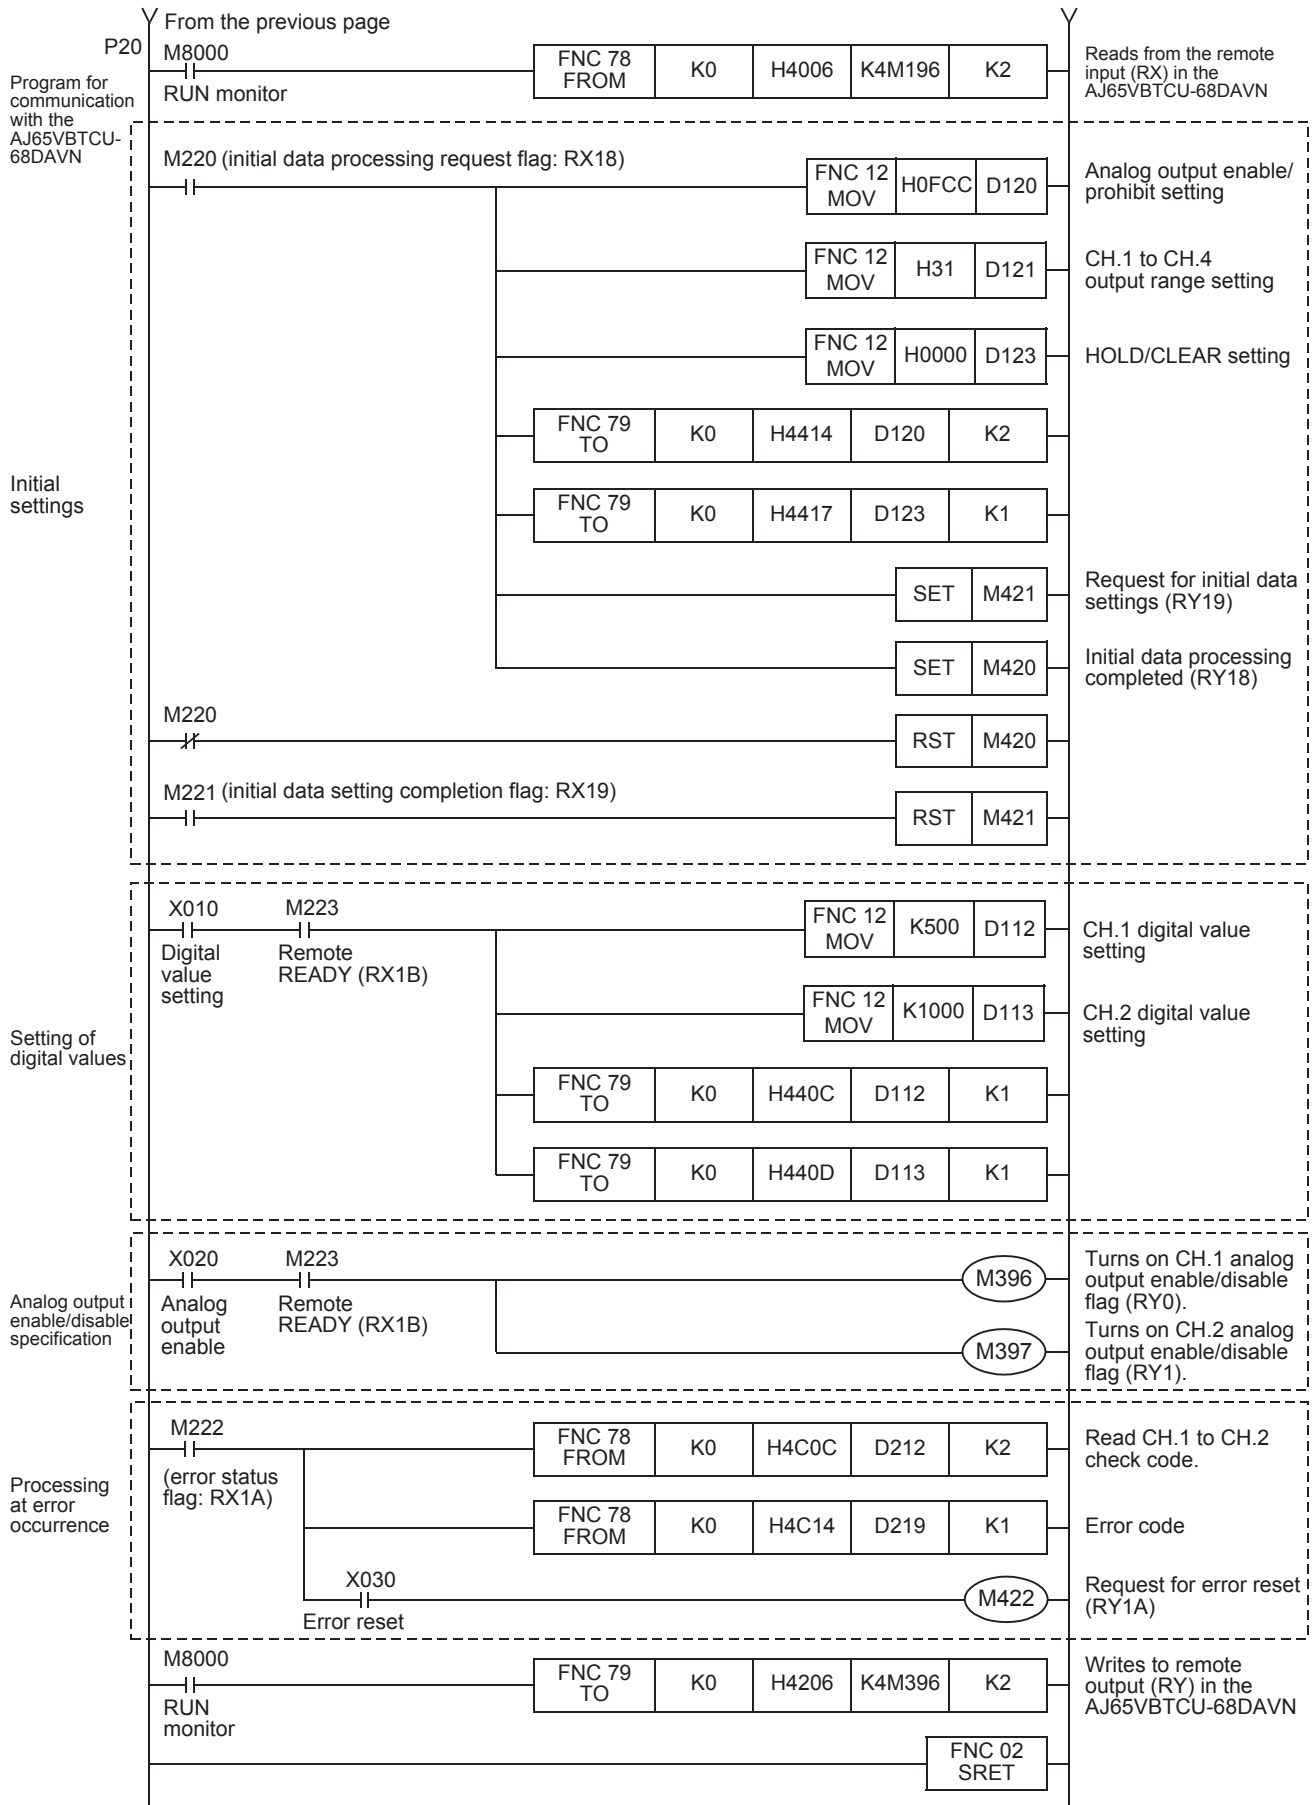 From the previous page
P20
M8000
RUN monitor
FNC 78
FROM
K0
H4006
K4M196
K2
Reads from the remote
input (RX) in the
AJ65VBTCU-68DAVN
Program for
communication
with the
AJ65VBTCU-
68DAVN
Initial
settings
M220 (initial data processing request flag: RX18)
FNC 12
MOV
H0FCC
D120
Analog output enable/
prohibit setting
FNC 12
MOV
H31
D121
CH.1 to CH.4
output range setting
FNC 12
MOV
H0000
D123
HOLD/CLEAR setting
FNC 79
TO
K0
H4414
D120
K2
FNC 79
TO
K0
H4417
D123
K1
SET
M421
Request for initial data
settings (RY19)
SET
M420
Initial data processing
completed (RY18)
M220
RST
M420
M221 (initial data setting completion flag: RX19)
RST
M421
Setting of
digital values
X010
Digital
value
setting
M223
Remote
READY (RX1B)
FNC 12
MOV
K500
D112
CH.1 digital value
setting
FNC 12
MOV
K1000
D113
CH.2 digital value
setting
FNC 79
TO
K0
H440C
D112
K1
FNC 79
TO
K0
H440D
D113
K1
Analog output
enable/disable
specification
X020
Analog
output
enable
M223
Remote
READY (RX1B)
M396
Turns on CH.1 analog
output enable/disable
flag (RY0).
M397
Turns on CH.2 analog
output enable/disable
flag (RY1).
Processing
at error
occurrence
M222
(error status
flag: RX1A)
FNC 78
FROM
K0
H4C0C
D212
K2
Read CH.1 to CH.2
check code.
FNC 78
FROM
K0
H4C14
D219
K1
Error code
X030
Error reset
M422
Request for error reset
(RY1A)
M8000
RUN
monitor
FNC 79
TO
K0
H4206
K4M396
K2
Writes to remote
output (RY) in the
AJ65VBTCU-68DAVN
FNC 02
SRET